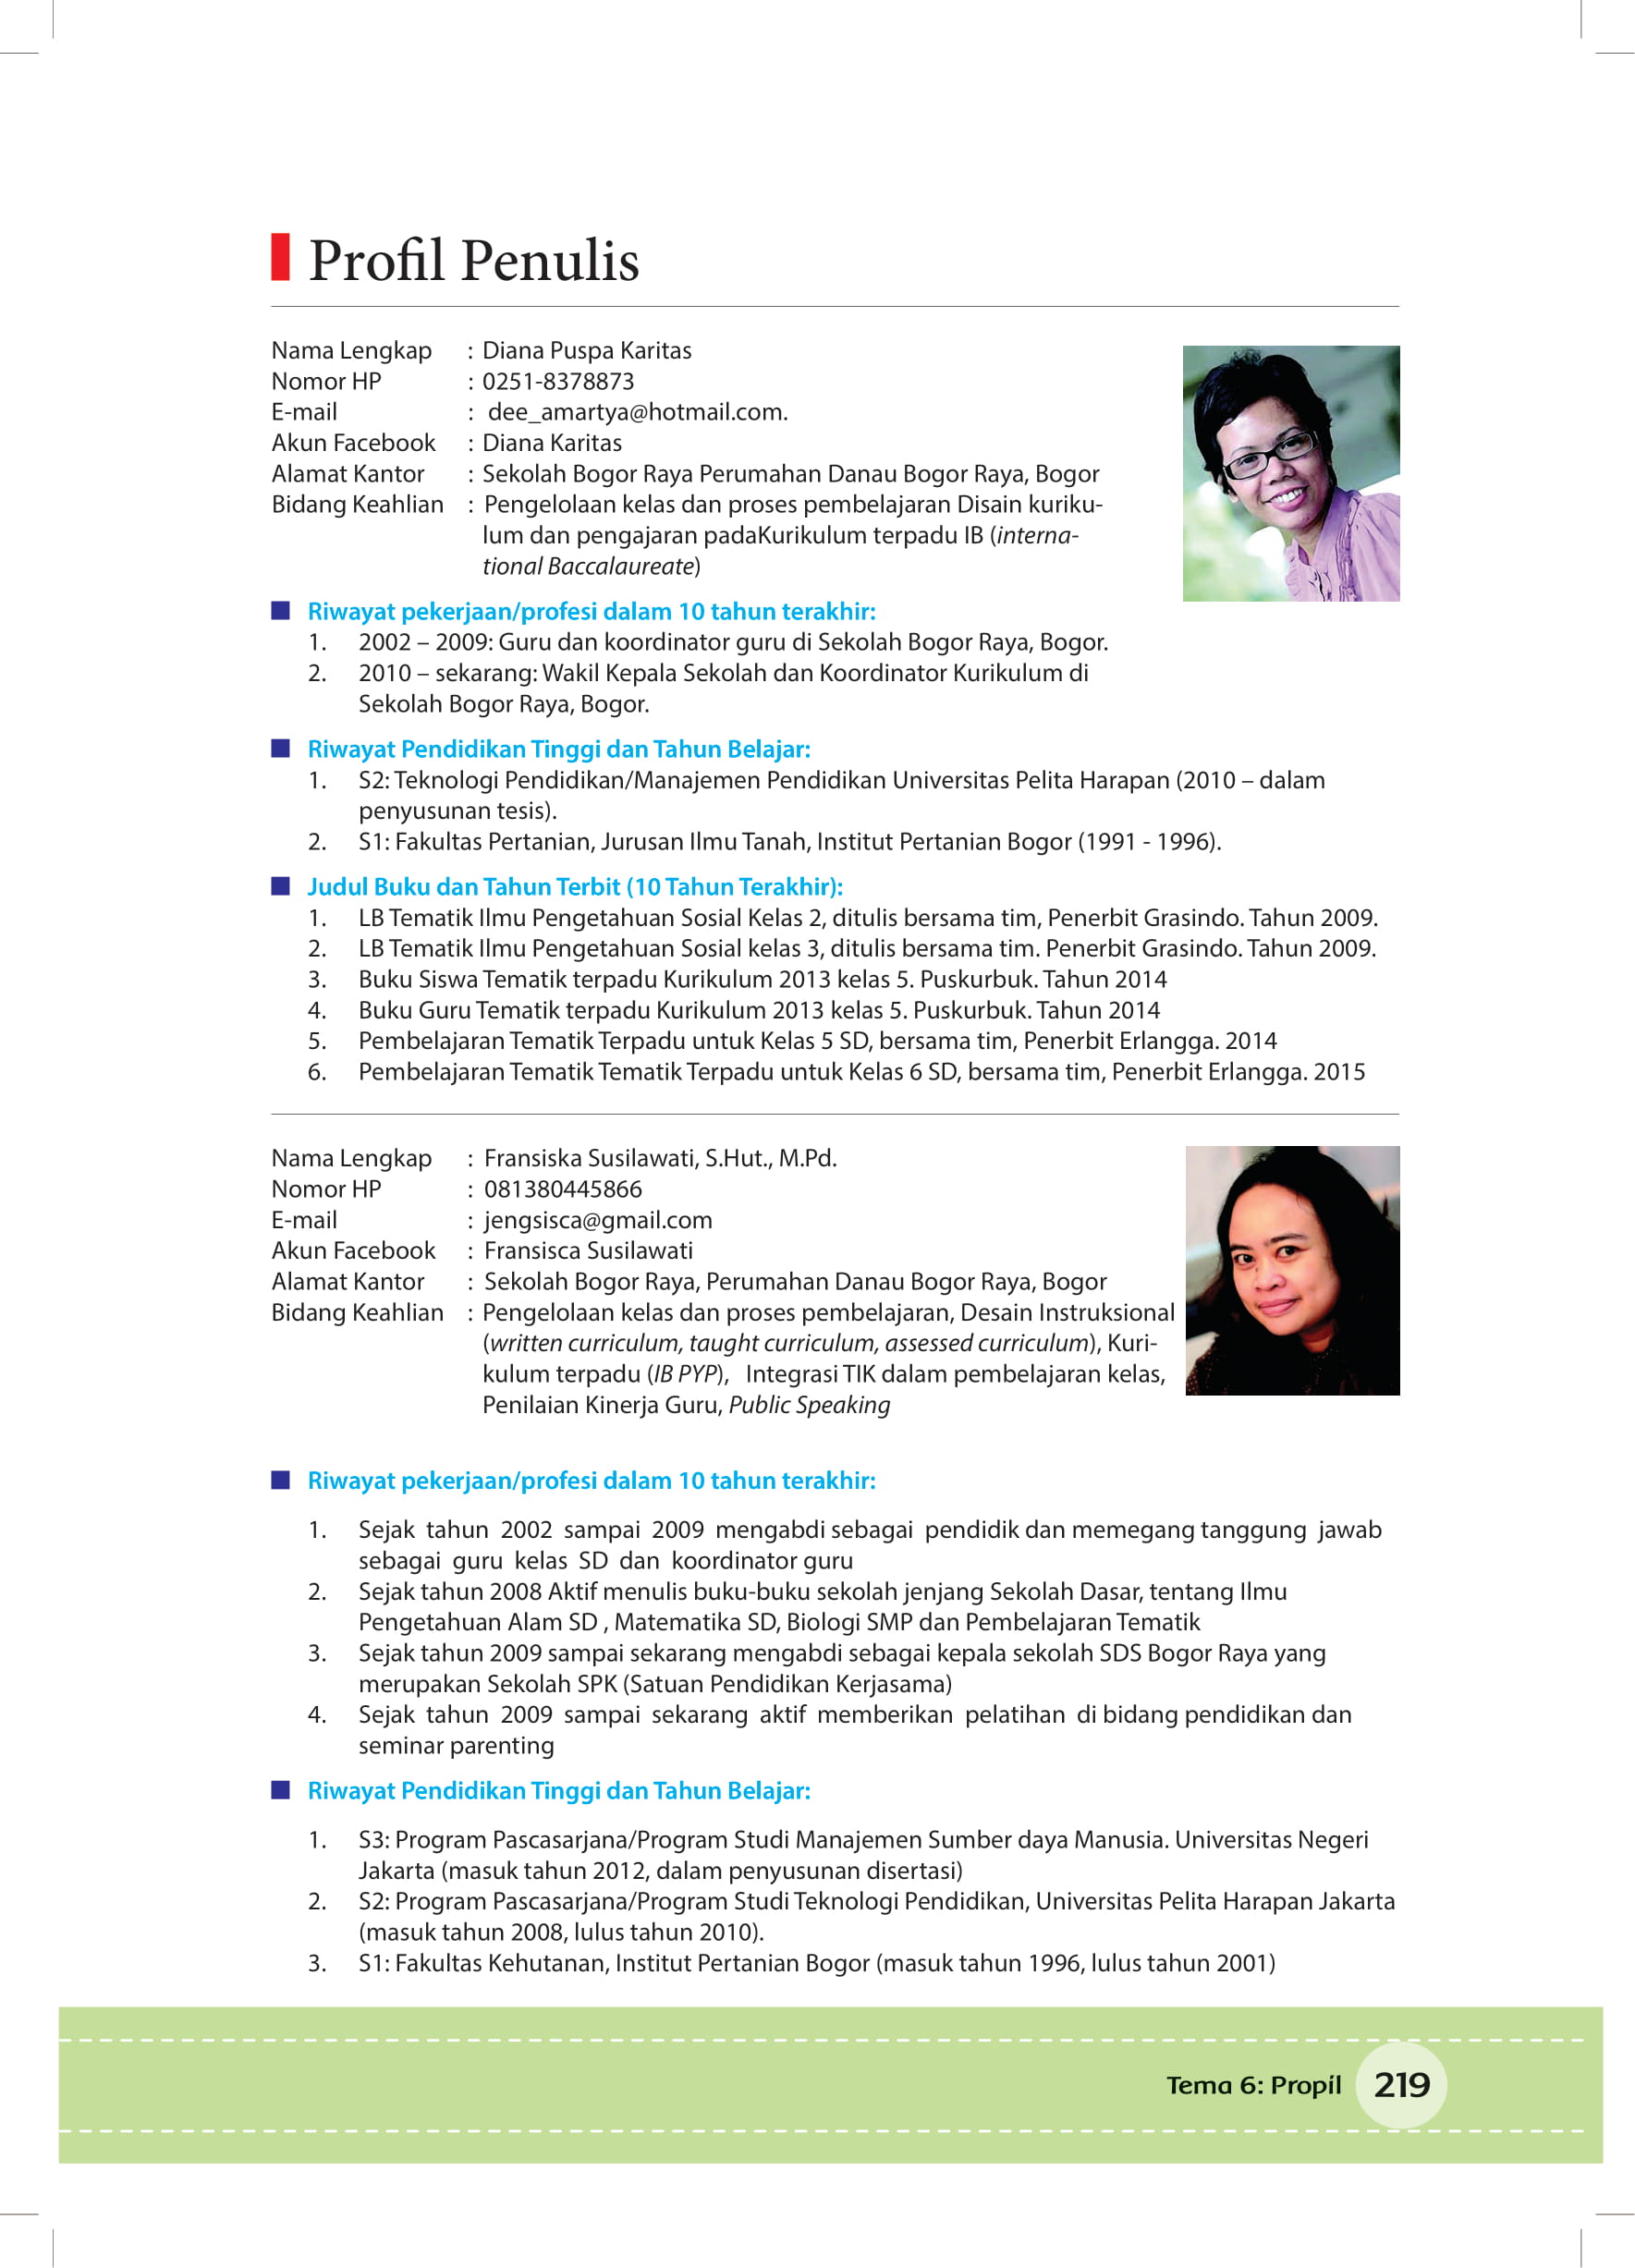 Profil Penulis
Nama Lengkap : Diana Puspa Karitas
Nomor HP : 0251-8378873
E-mail : dee_amartya@hotmail.com.
Akun Facebook : Diana Karitas
Alamat Kantor : Sekolah Bogor Raya Perumahan Danau Bogor Raya, Bogor
Bidang Keahlian : Pengelolaan kelas dan proses pembelajaran Disain kuriku-
lum dan pengajaran padaKurikulum terpadu IB (interna-
tional Baccalaureate)
Riwayat pekerjaan/profesi dalam 10 tahun terakhir:
1. 2002 – 2009: Guru dan koordinator guru di Sekolah Bogor Raya, Bogor.
2. 2010 – sekarang: Wakil Kepala Sekolah dan Koordinator Kurikulum di
Sekolah Bogor Raya, Bogor.
Riwayat Pendidikan Tinggi dan Tahun Belajar:
1. S2: Teknologi Pendidikan/Manajemen Pendidikan Universitas Pelita Harapan (2010 – dalam
penyusunan tesis).
2. S1: Fakultas Pertanian, Jurusan Ilmu Tanah, Institut Pertanian Bogor (1991 - 1996).
Judul Buku dan Tahun Terbit (10 Tahun Terakhir):
1. LB Tematik Ilmu Pengetahuan Sosial Kelas 2, ditulis bersama tim, Penerbit Grasindo. Tahun 2009.
2. LB Tematik Ilmu Pengetahuan Sosial kelas 3, ditulis bersama tim. Penerbit Grasindo. Tahun 2009.
3. Buku Siswa Tematik terpadu Kurikulum 2013 kelas 5. Puskurbuk. Tahun 2014
4. Buku Guru Tematik terpadu Kurikulum 2013 kelas 5. Puskurbuk. Tahun 2014
5. Pembelajaran Tematik Terpadu untuk Kelas 5 SD, bersama tim, Penerbit Erlangga. 2014
6. Pembelajaran Tematik Tematik Terpadu untuk Kelas 6 SD, bersama tim, Penerbit Erlangga. 2015
Nama Lengkap : Fransiska Susilawati, S.Hut., M.Pd.
Nomor HP : 081380445866
E-mail : jengsisca@gmail.com
Akun Facebook : Fransisca Susilawati
Alamat Kantor : Sekolah Bogor Raya, Perumahan Danau Bogor Raya, Bogor
Bidang Keahlian : Pengelolaan kelas dan proses pembelajaran, Desain Instruksional
(written curriculum, taught curriculum, assessed curriculum), Kuri-
kulum terpadu (IB PYP), Integrasi TIK dalam pembelajaran kelas,
Penilaian Kinerja Guru, Public Speaking
Riwayat pekerjaan/profesi dalam 10 tahun terakhir:
1. Sejak tahun 2002 sampai 2009 mengabdi sebagai pendidik dan memegang tanggung jawab
sebagai guru kelas SD dan koordinator guru
2. Sejak tahun 2008 Aktif menulis buku-buku sekolah jenjang Sekolah Dasar, tentang Ilmu
Pengetahuan Alam SD , Matematika SD, Biologi SMP dan Pembelajaran Tematik
3. Sejak tahun 2009 sampai sekarang mengabdi sebagai kepala sekolah SDS Bogor Raya yang
merupakan Sekolah SPK (Satuan Pendidikan Kerjasama)
4. Sejak tahun 2009 sampai sekarang aktif memberikan pelatihan di bidang pendidikan dan
seminar parenting
Riwayat Pendidikan Tinggi dan Tahun Belajar:
1. S3: Program Pascasarjana/Program Studi Manajemen Sumber daya Manusia. Universitas Negeri
Jakarta (masuk tahun 2012, dalam penyusunan disertasi)
2. S2: Program Pascasarjana/Program Studi Teknologi Pendidikan, Universitas Pelita Harapan Jakarta
(masuk tahun 2008, lulus tahun 2010).
3. S1: Fakultas Kehutanan, Institut Pertanian Bogor (masuk tahun 1996, lulus tahun 2001)
Tema 6: Propil 219